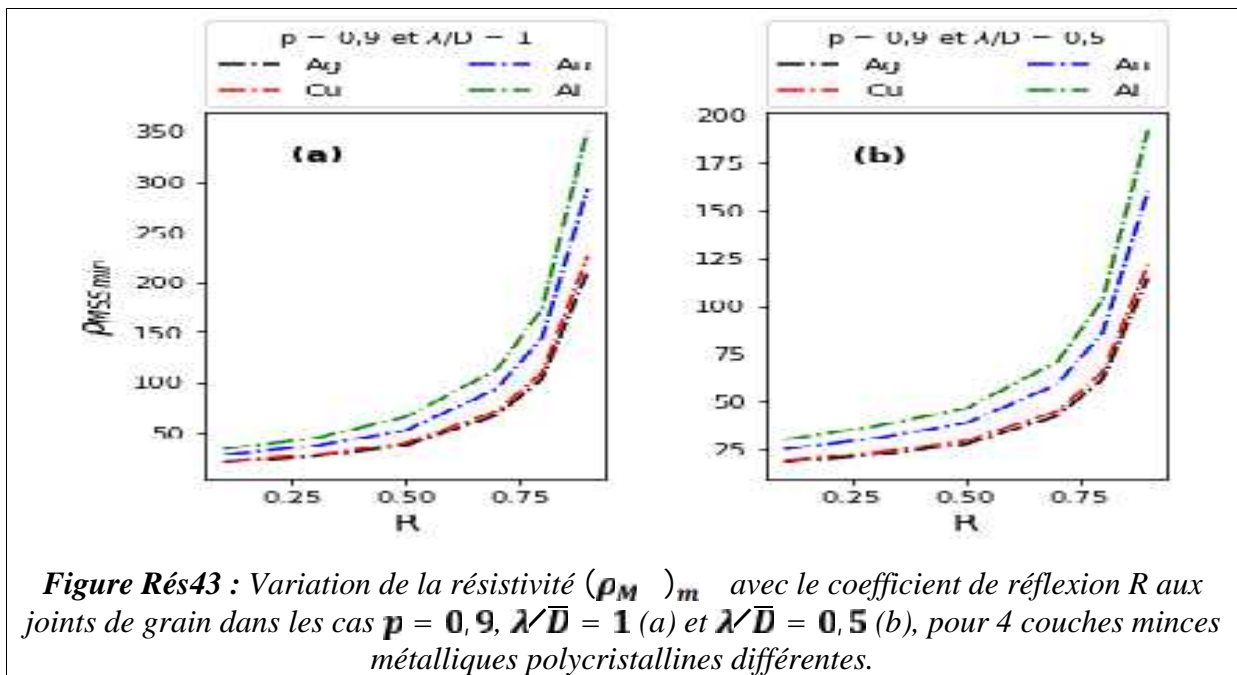 p = 0,9 et λ/D = 1
Ag Au
Cu Al
p = 0,9 et λ/D = 0,5
Ag Au
Cu Al
(a)
(b)
350
300
250
200
150
100
50
ρMSS min
0.25 0.50 0.75
R
200
175
150
125
100
75
50
25
0.25 0.50 0.75
R
Figure Rés43 : Variation de la résistivité (ρM )m avec le coefficient de réflexion R aux
joints de grain dans les cas p = 0,9, λ/D̅ = 1 (a) et λ/D̅ = 0,5 (b), pour 4 couches minces
métalliques polycristallines différentes.